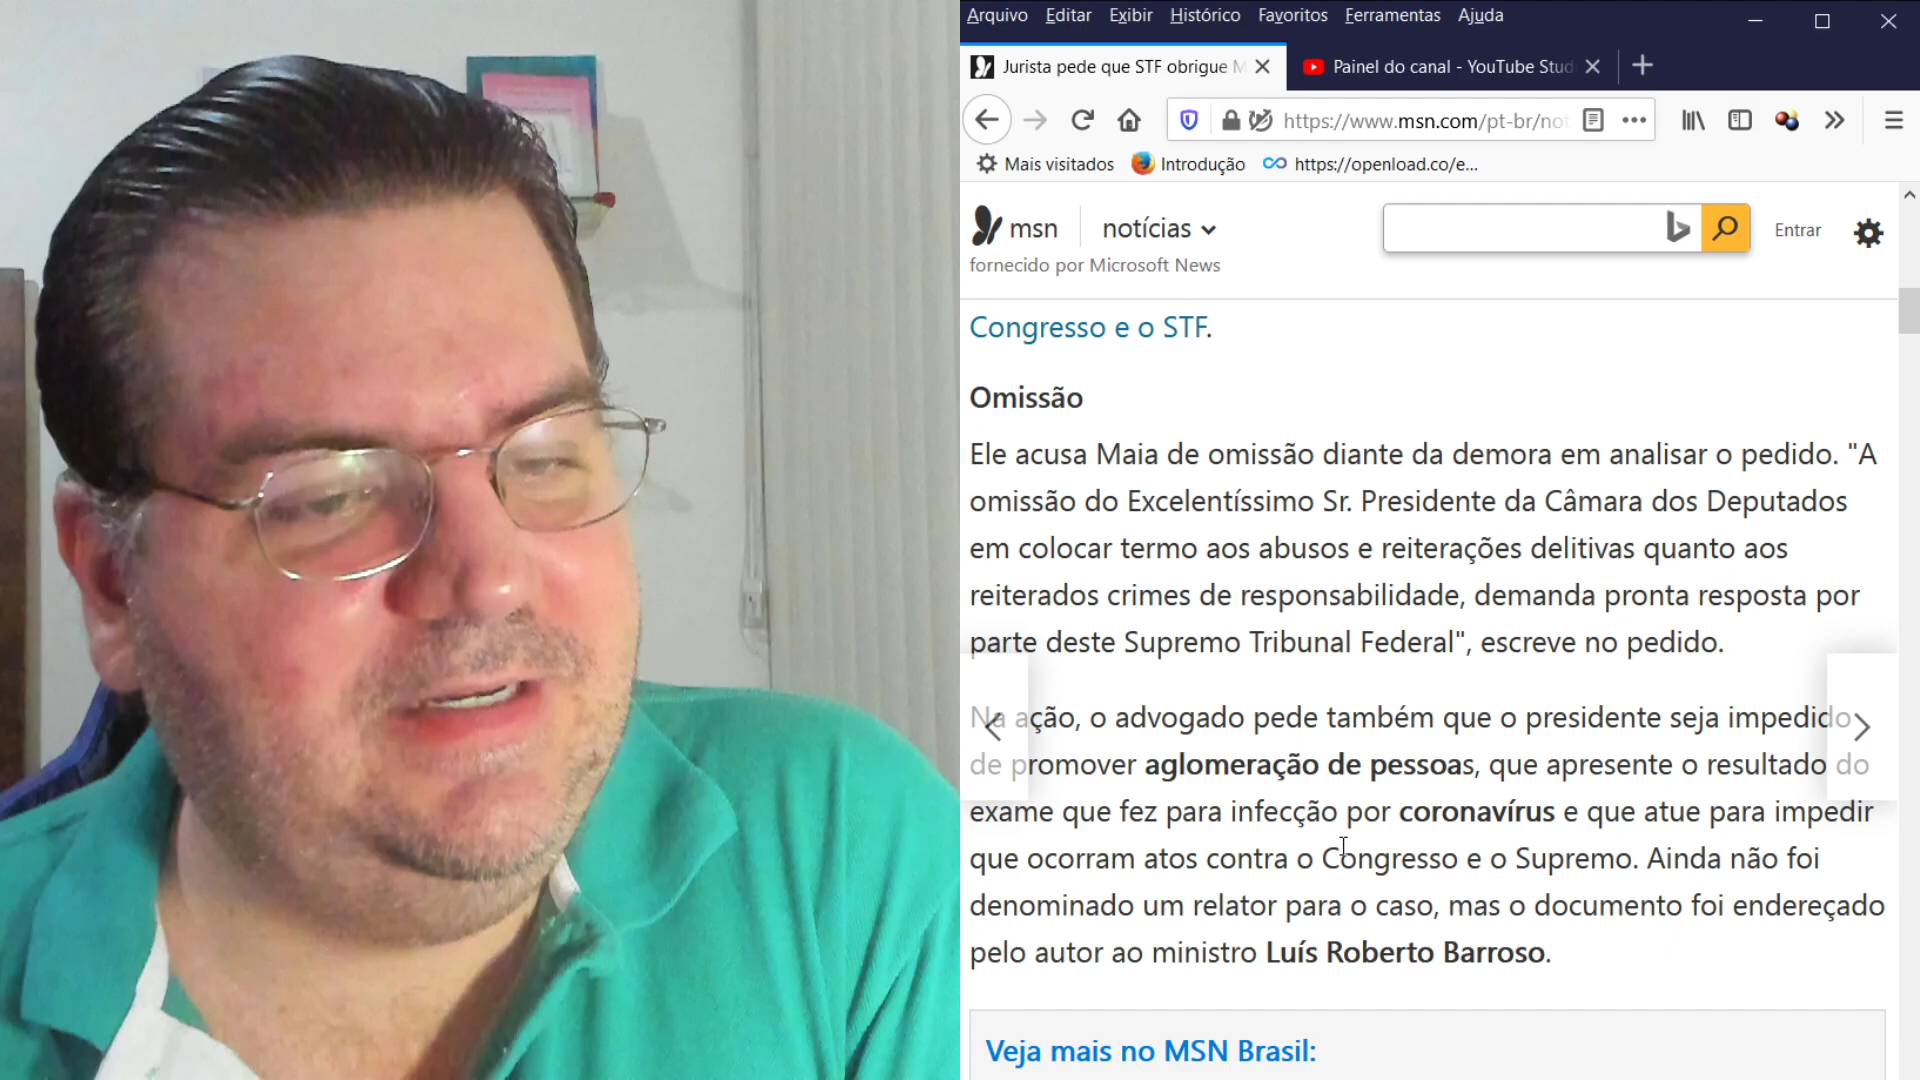 Arquivo Editar Exibir Histórico Favoritos Ferramentas Ajuda
Jurista pede que STF obrigue M
Painel do canal - YouTube Stud
https://www.msn.com/pt-br/not
Mais visitados Introdução https://openload.co/e...
msn notícias
Entrar
fornecido por Microsoft News
Congresso e o STF.
Omissão
Ele acusa Maia de omissão diante da demora em analisar o pedido. "A
omissão do Excelentíssimo Sr. Presidente da Câmara dos Deputados
em colocar termo aos abusos e reiterações delitivas quanto aos
reiterados crimes de responsabilidade, demanda pronta resposta por
parte deste Supremo Tribunal Federal", escreve no pedido.
Na ação, o advogado pede também que o presidente seja impedido
de promover aglomeração de pessoas, que apresente o resultado do
exame que fez para infecção por coronavírus e que atue para impedir
que ocorram atos contra o Congresso e o Supremo. Ainda não foi
denominado um relator para o caso, mas o documento foi endereçado
pelo autor ao ministro Luís Roberto Barroso.
Veja mais no MSN Brasil: